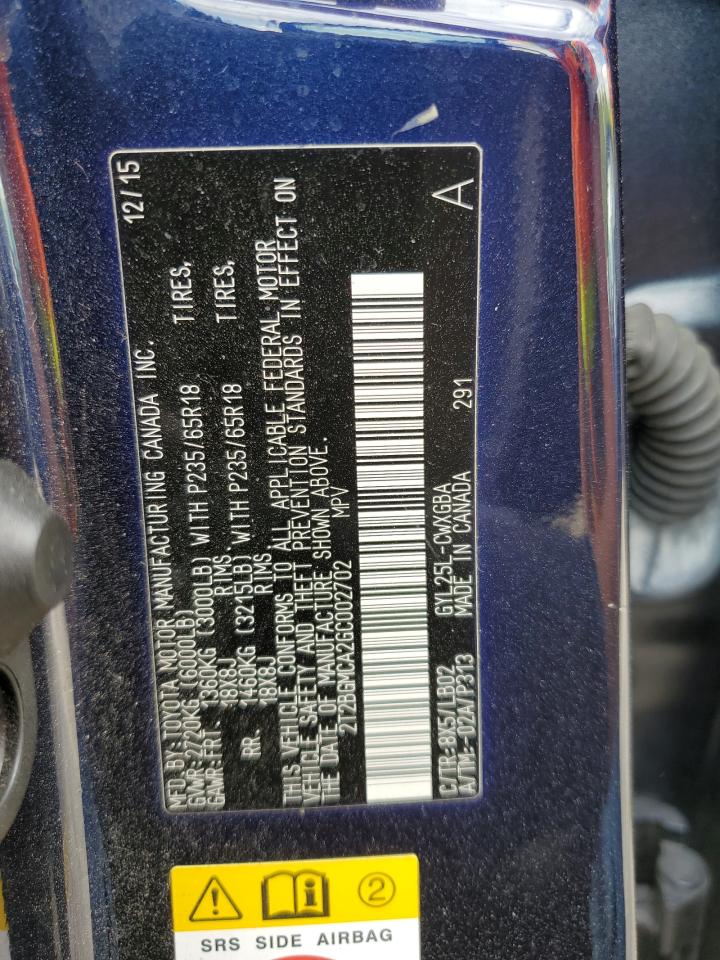 MFD BY: TOYOTA MOTOR MANUFACTURING CANADA INC. 12/15
GVWR: 2720KG (6000LB)
GAWR: FRT. 1360KG (3000LB) WITH P235/65R18 TIRES,
18X8J RIMS
RR. 1460KG (3215LB) WITH P235/65R18 TIRES,
18X8J RIMS
THIS VEHICLE CONFORMS TO ALL APPLICABLE FEDERAL MOTOR
VEHICLE SAFETY AND THEFT PREVENTION STANDARDS IN EFFECT ON
THE DATE OF MANUFACTURE SHOWN ABOVE.
2T2BGMCA2GC002702 MPV
C/TR: 8X5/LB02 GYL25L-CWXGBA A
A/TM: -02A/P313 MADE IN CANADA 291
2
SRS SIDE AIRBAG